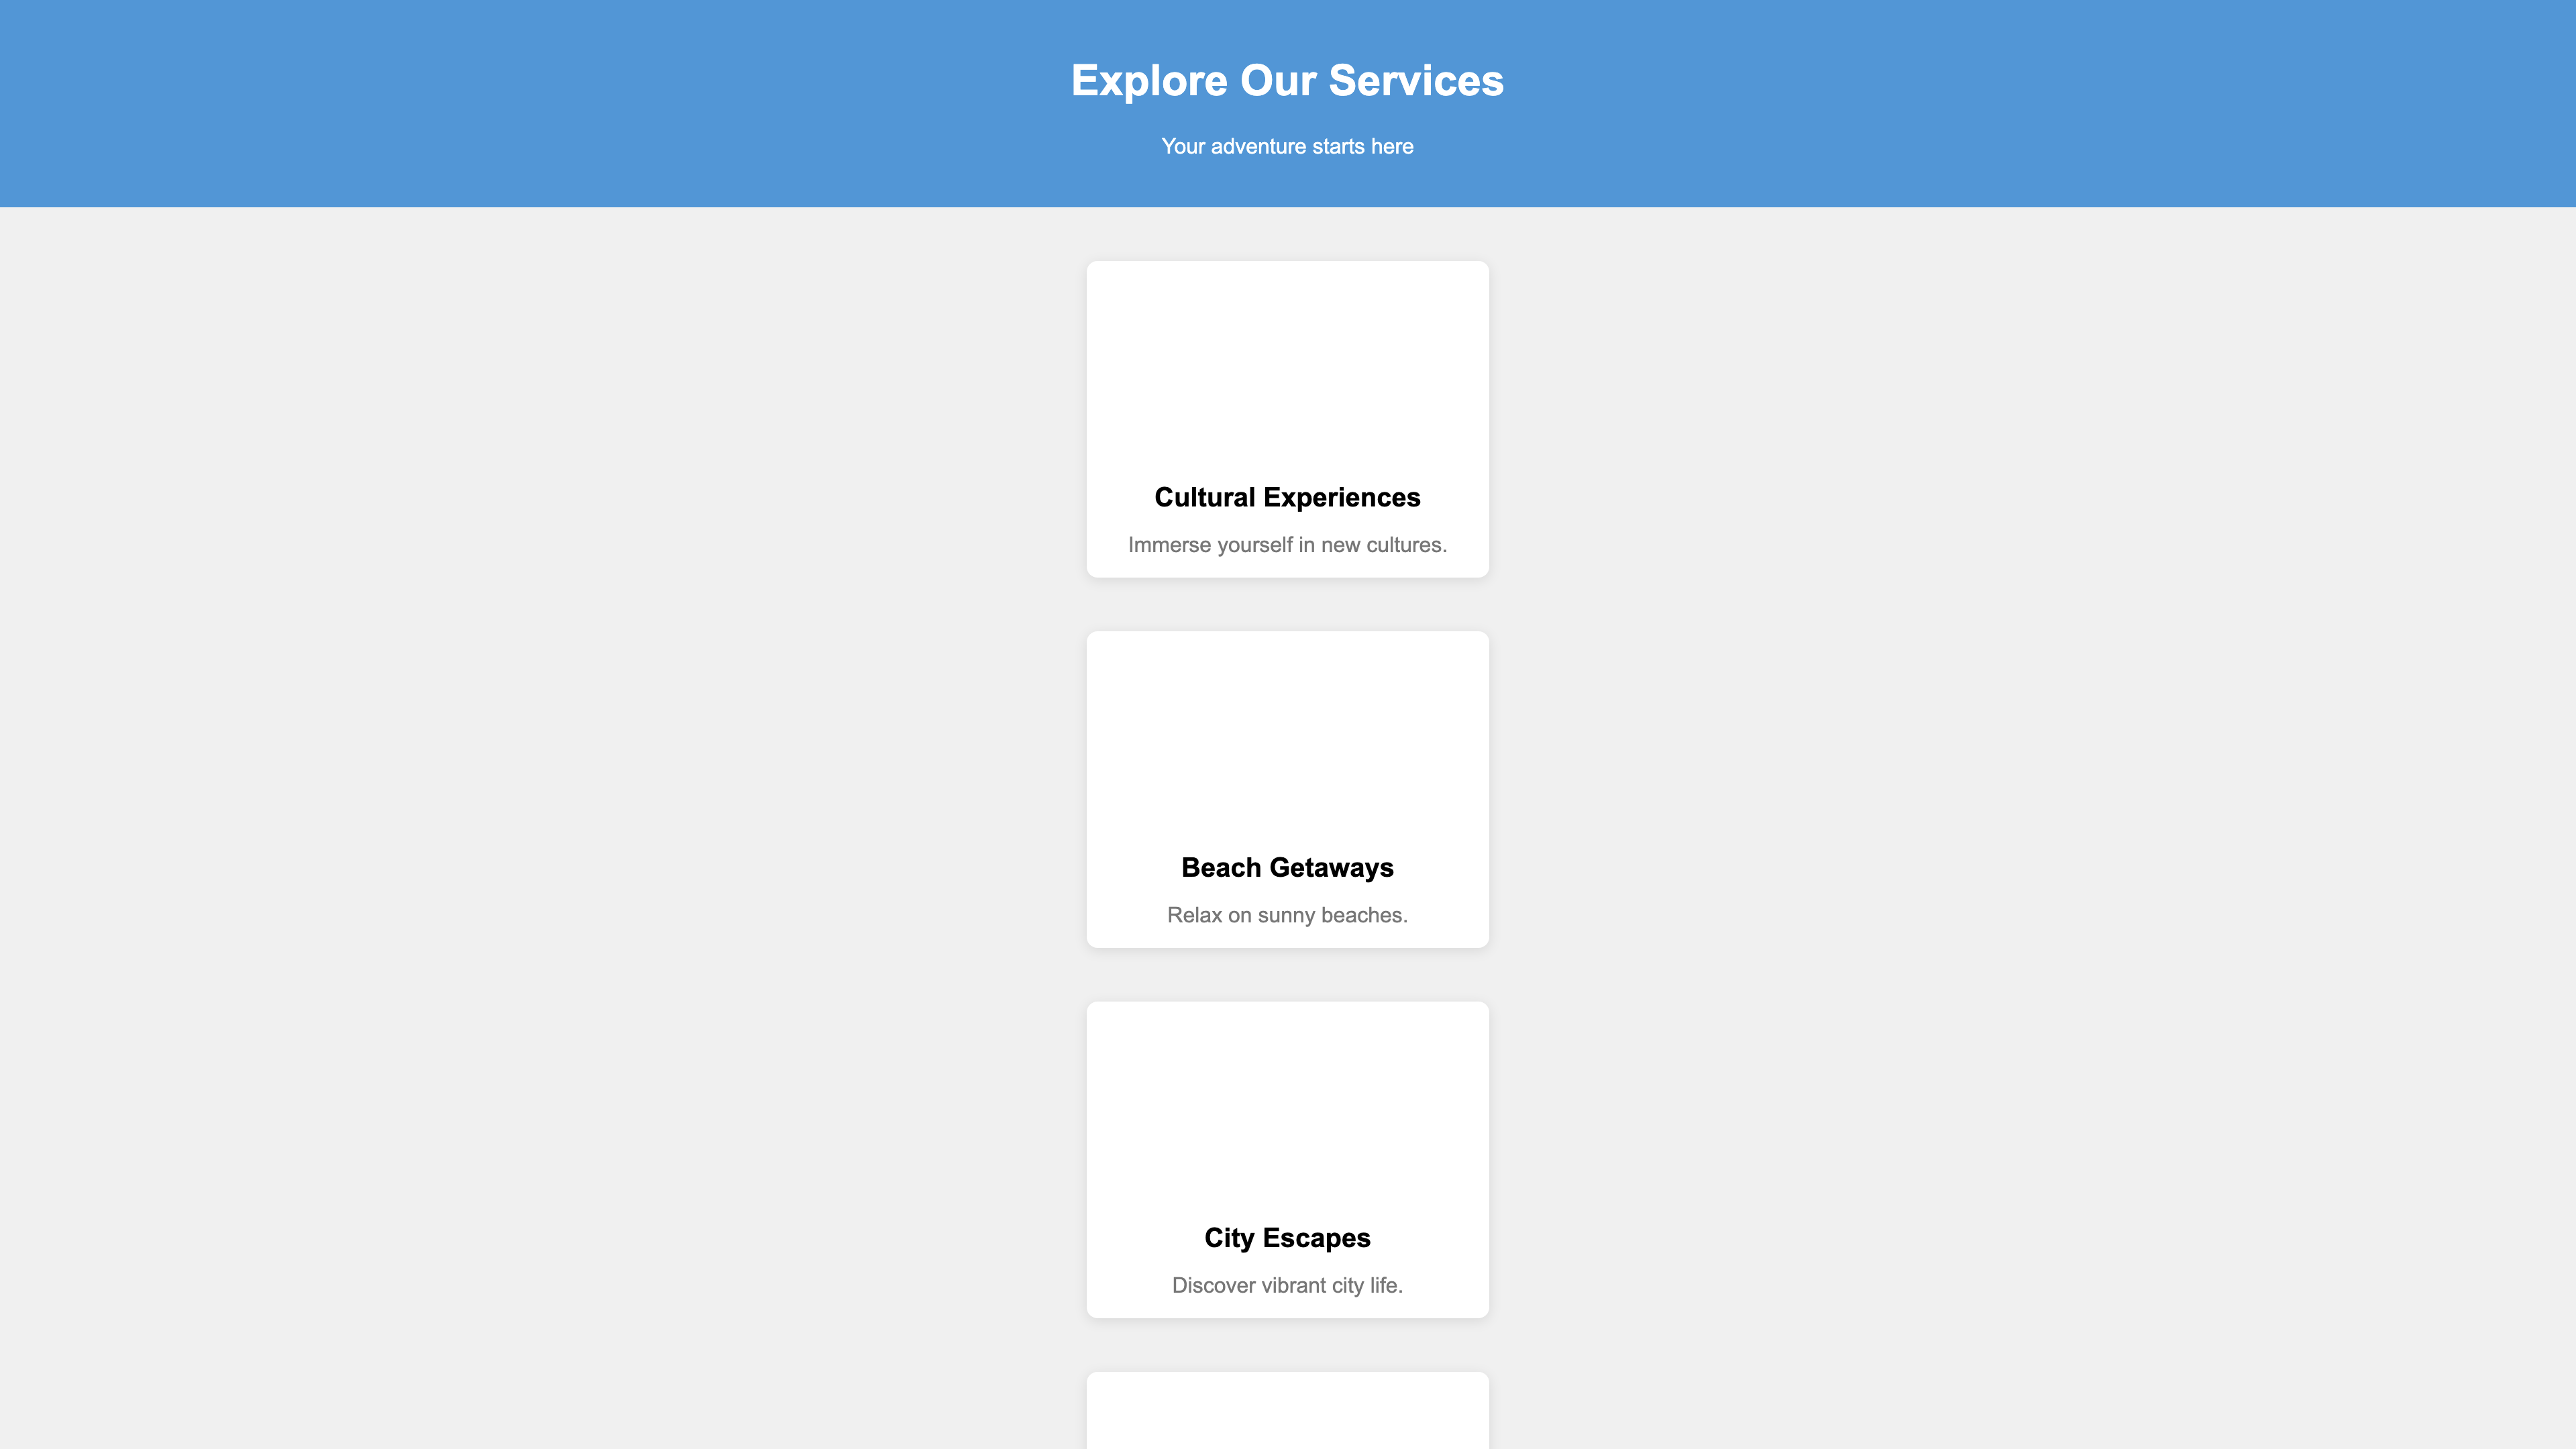 Explore Our Services
Your adventure starts here
Cultural Experiences
Immerse yourself in new cultures.
Beach Getaways
Relax on sunny beaches.
City Escapes
Discover vibrant city life.